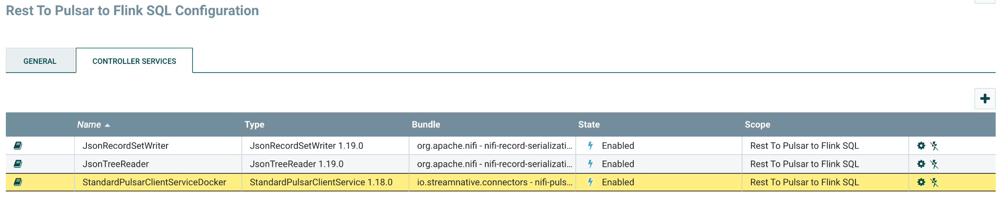 Rest To Pulsar to Flink SQL Configuration
GENERAL CONTROLLER SERVICES
Name Type Bundle State Scope
JsonRecordSetWriter JsonRecordSetWriter 1.19.0 org.apache.nifi - nifi-record-serializati... Enabled Rest To Pulsar to Flink SQL
JsonTreeReader JsonTreeReader 1.19.0 org.apache.nifi - nifi-record-serializati... Enabled Rest To Pulsar to Flink SQL
StandardPulsarClientServiceDocker StandardPulsarClientService 1.18.0 io.streamnative.connectors - nifi-puls... Enabled Rest To Pulsar to Flink SQL